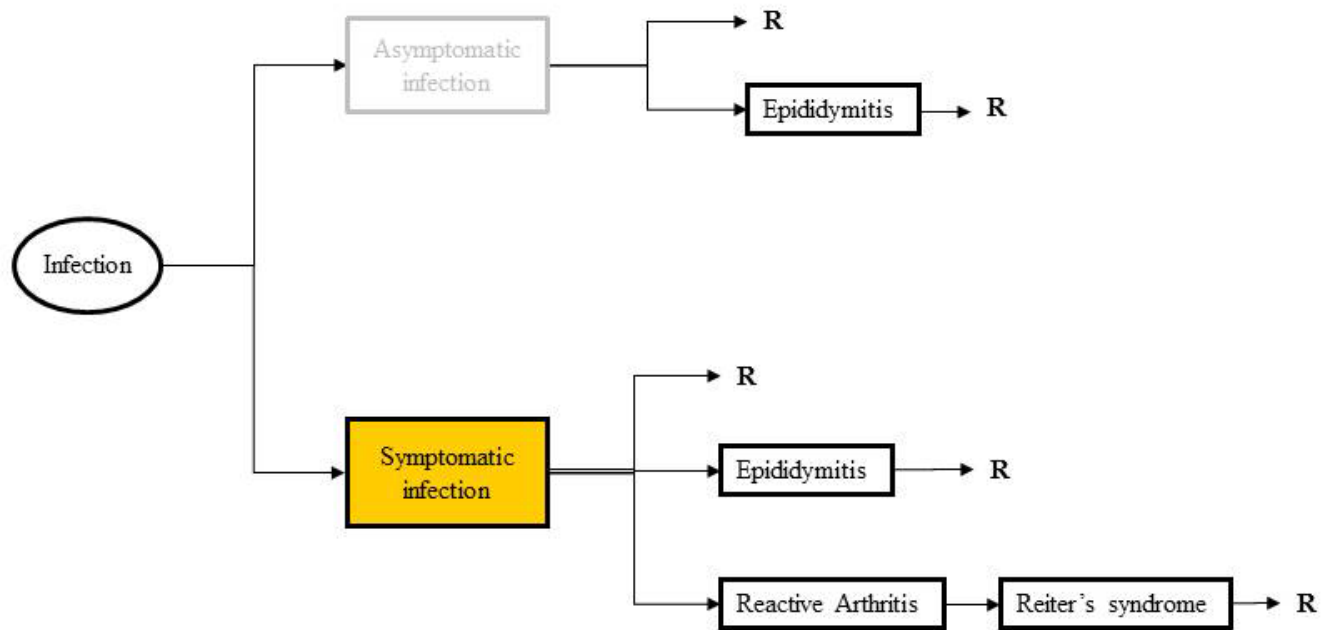 R
Asymptomatic
infection
Epididymitis
R
Infection
R
Symptomatic
infection
Epididymitis
R
Reactive Arthritis
Reiter’s syndrome
R